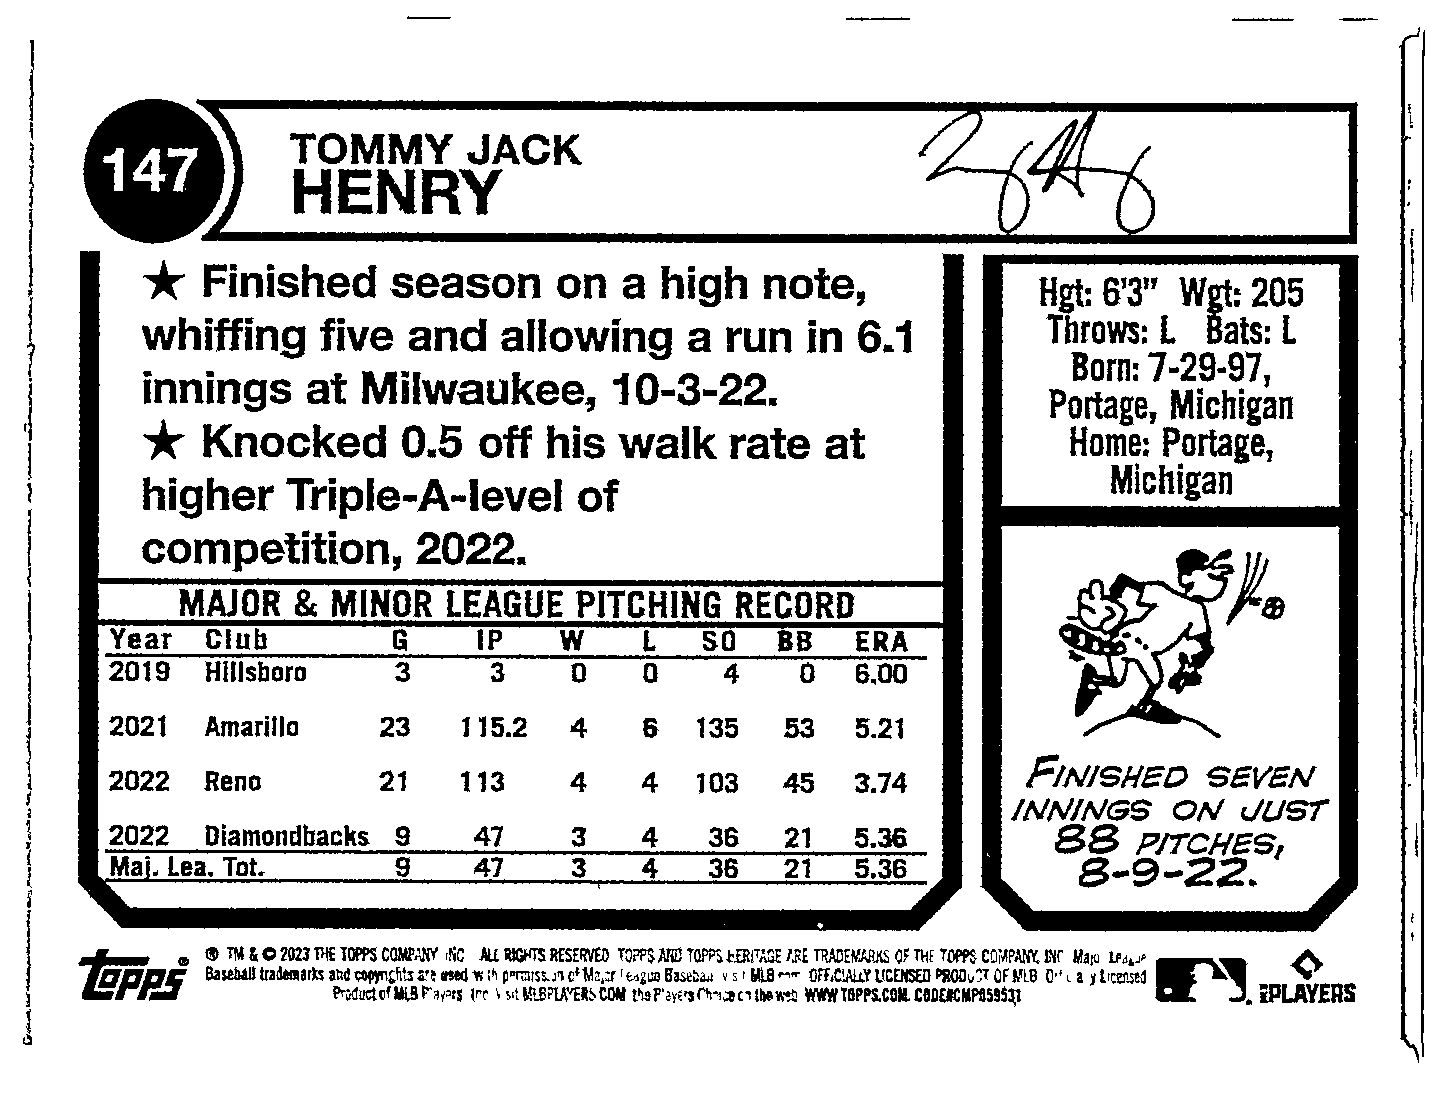 147
TOMMY JACK
HENRY
★ Finished season on a high note,
whiffing five and allowing a run in 6.1
innings at Milwaukee, 10-3-22.
★ Knocked 0.5 off his walk rate at
higher Triple-A-level of
competition, 2022.
Hgt: 6'3" Wgt: 205
Throws: L Bats: L
Born: 7-29-97,
Portage, Michigan
Home: Portage,
Michigan
MAJOR & MINOR LEAGUE PITCHING RECORD
Year Club G IP W L SO BB ERA
2019 Hillsboro 3 3 0 0 4 0 6.00
2021 Amarillo 23 115.2 4 6 135 53 5.21
2022 Reno 21 113 4 4 103 45 3.74
2022 Diamondbacks 9 47 3 4 36 21 5.36
Maj. Lea. Tot. 9 47 3 4 36 21 5.36
FINISHED SEVEN
INNINGS ON JUST
88 PITCHES,
8-9-22.
Topps®
® TM & © 2023 THE TOPPS COMPANY, INC. ALL RIGHTS RESERVED. TOPPS AND TOPPS HERITAGE ARE TRADEMARKS OF THE TOPPS COMPANY, INC. Major League
Baseball trademarks and copyrights are used with permission of Major League Baseball. Visit MLB OFFICIALLY LICENSED PRODUCT OF MLB Officially Licensed
Product of MLB Players, Inc. Visit MLBPLAYERS.COM, the Players Choice on the web. WWW.TOPPS.COM. CODE#CMP059531
PLAYERS